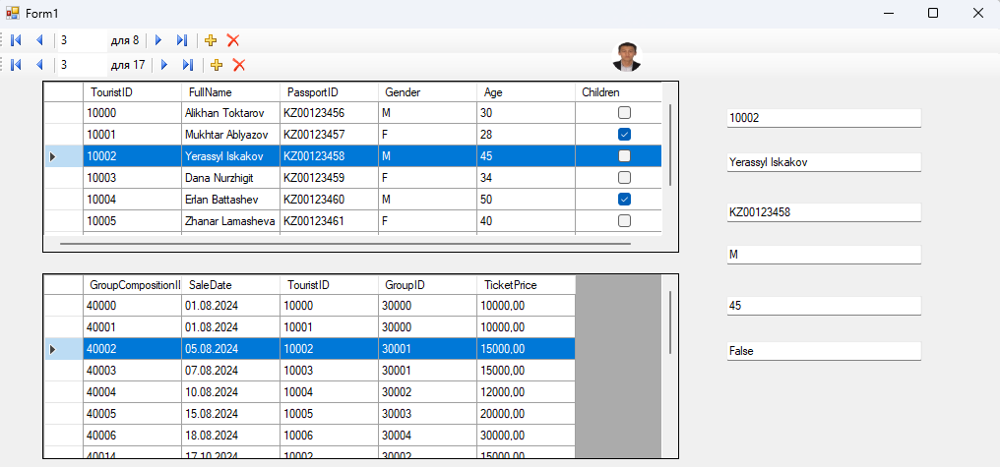 Form1
3 для 8
3 для 17
TouristID FullName PassportID Gender Age Children
10000 Alikhan Toktarov KZ00123456 M 30
10001 Mukhtar Ablyazov KZ00123457 F 28
10002 Yerassyl Iskakov KZ00123458 M 45
10003 Dana Nurzhigit KZ00123459 F 34
10004 Erlan Battashev KZ00123460 M 50
10005 Zhanar Lamasheva KZ00123461 F 40
10002
Yerassyl Iskakov
KZ00123458
M
45
False
GroupCompositionI SaleDate TouristID GroupID TicketPrice
40000 01.08.2024 10000 30000 10000,00
40001 01.08.2024 10001 30000 10000,00
40002 05.08.2024 10002 30001 15000,00
40003 07.08.2024 10003 30001 15000,00
40004 10.08.2024 10004 30002 12000,00
40005 15.08.2024 10005 30003 20000,00
40006 18.08.2024 10006 30004 30000,00
40014 17.10.2024 10002 30002 15000,00